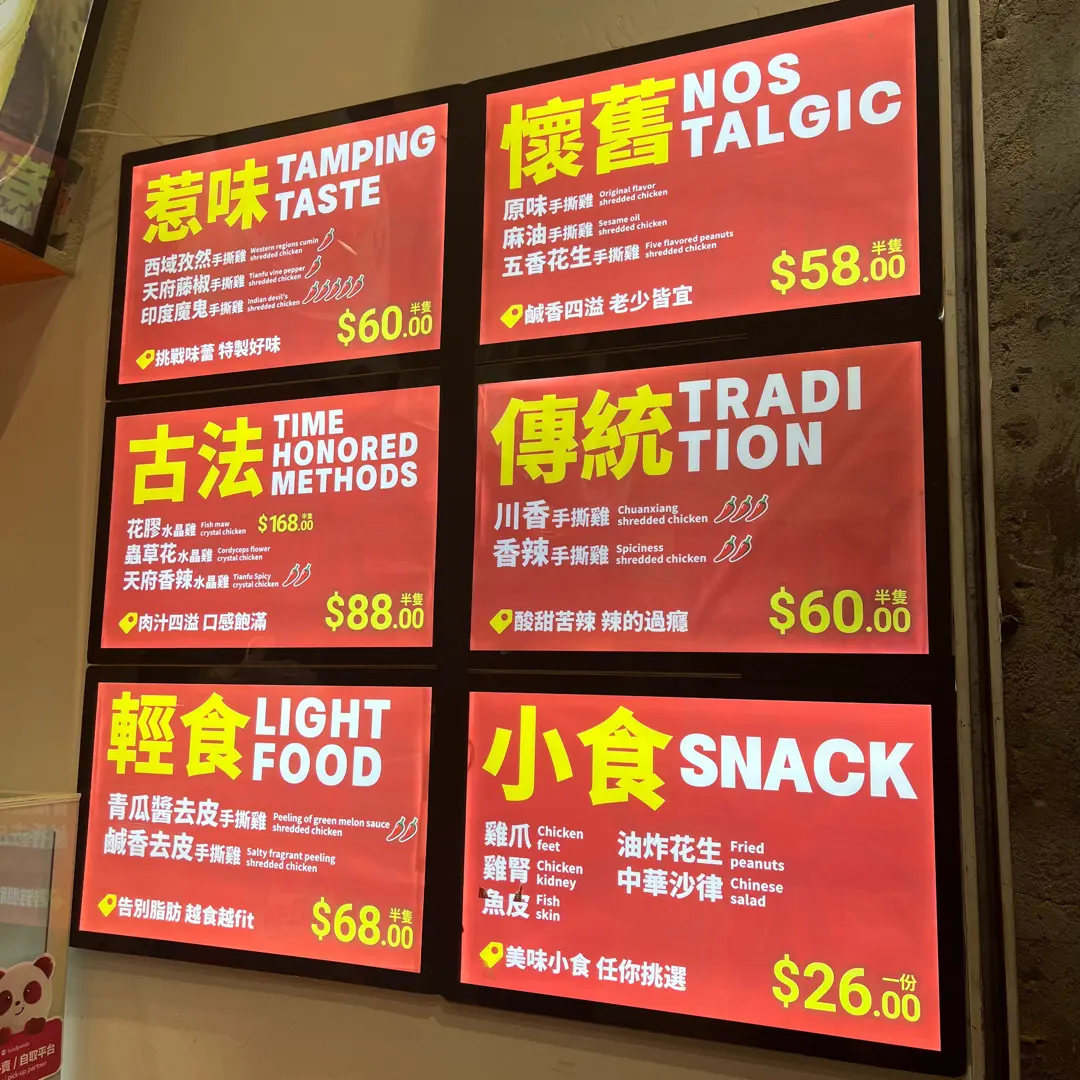 惹味 TAMPING TASTE
西域孜然手撕雞 Western regions cumin shredded chicken
天府藤椒手撕雞 Tianfu vine pepper shredded chicken
印度魔鬼手撕雞 Indian devil's shredded chicken
$60.00 半隻
挑戰味蕾 特製好味
懷舊 NOS TALGIC
原味手撕雞 Original flavor shredded chicken
麻油手撕雞 Sesame oil shredded chicken
五香花生手撕雞 Five flavored peanuts shredded chicken
$58.00 半隻
鹹香四溢 老少皆宜
古法 TIME HONORED METHODS
花膠水晶雞 Fish maw crystal chicken $168.00 半隻
蟲草花水晶雞 Cordyceps flower crystal chicken
天府香辣水晶雞 Tianfu Spicy crystal chicken
$88.00 半隻
肉汁四溢 口感飽滿
傳統 TRADI TION
川香手撕雞 Chuanxiang shredded chicken
香辣手撕雞 Spiciness shredded chicken
$60.00 半隻
酸甜苦辣 辣的過癮
輕食 LIGHT FOOD
青瓜醬去皮手撕雞 Peeling of green melon sauce shredded chicken
鹹香去皮手撕雞 Salty fragrant peeling shredded chicken
$68.00 半隻
告別脂肪 越食越fit
小食 SNACK
雞爪 Chicken feet
雞腎 Chicken kidney
魚皮 Fish skin
油炸花生 Fried peanuts
中華沙律 Chinese salad
$26.00 一份
美味小食 任你挑選
foodpanda
賣 / 自取平台
pick-up partner